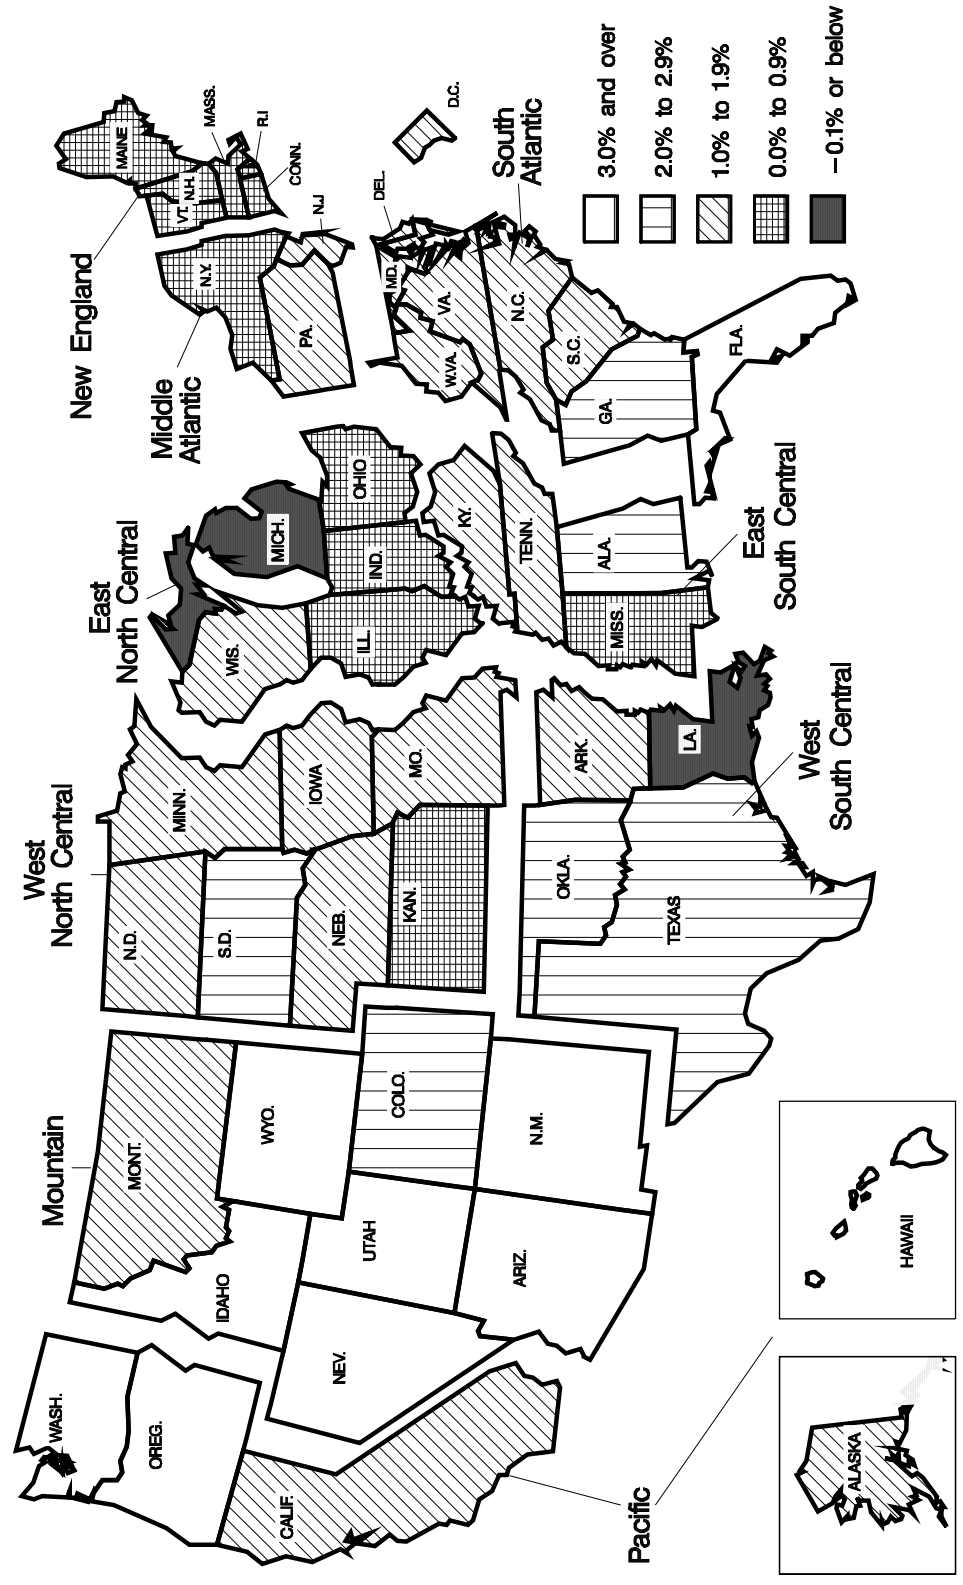 Pacific
Mountain
West
North Central
East
North Central
Middle
Atlantic
New England
South
Atlantic
East
South Central
West
South Central
WASH.
OREG.
CALIF.
NEV.
IDAHO
MONT.
WYO.
UTAH
COLO.
ARIZ.
N.M.
N.D.
S.D.
NEB.
KAN.
MINN.
IOWA
MO.
OKLA.
TEXAS
ARK.
LA.
WIS.
MICH.
ILL.
IND.
OHIO
KY.
TENN.
MISS.
ALA.
GA.
FLA.
S.C.
N.C.
VA.
W.VA.
MD.
DEL.
D.C.
PA.
N.J
N.Y.
VT.
N.H.
MAINE
MASS.
R.I
CONN.
ALASKA
HAWAII
3.0% and over
2.0% to 2.9%
1.0% to 1.9%
0.0% to 0.9%
−0.1% or below